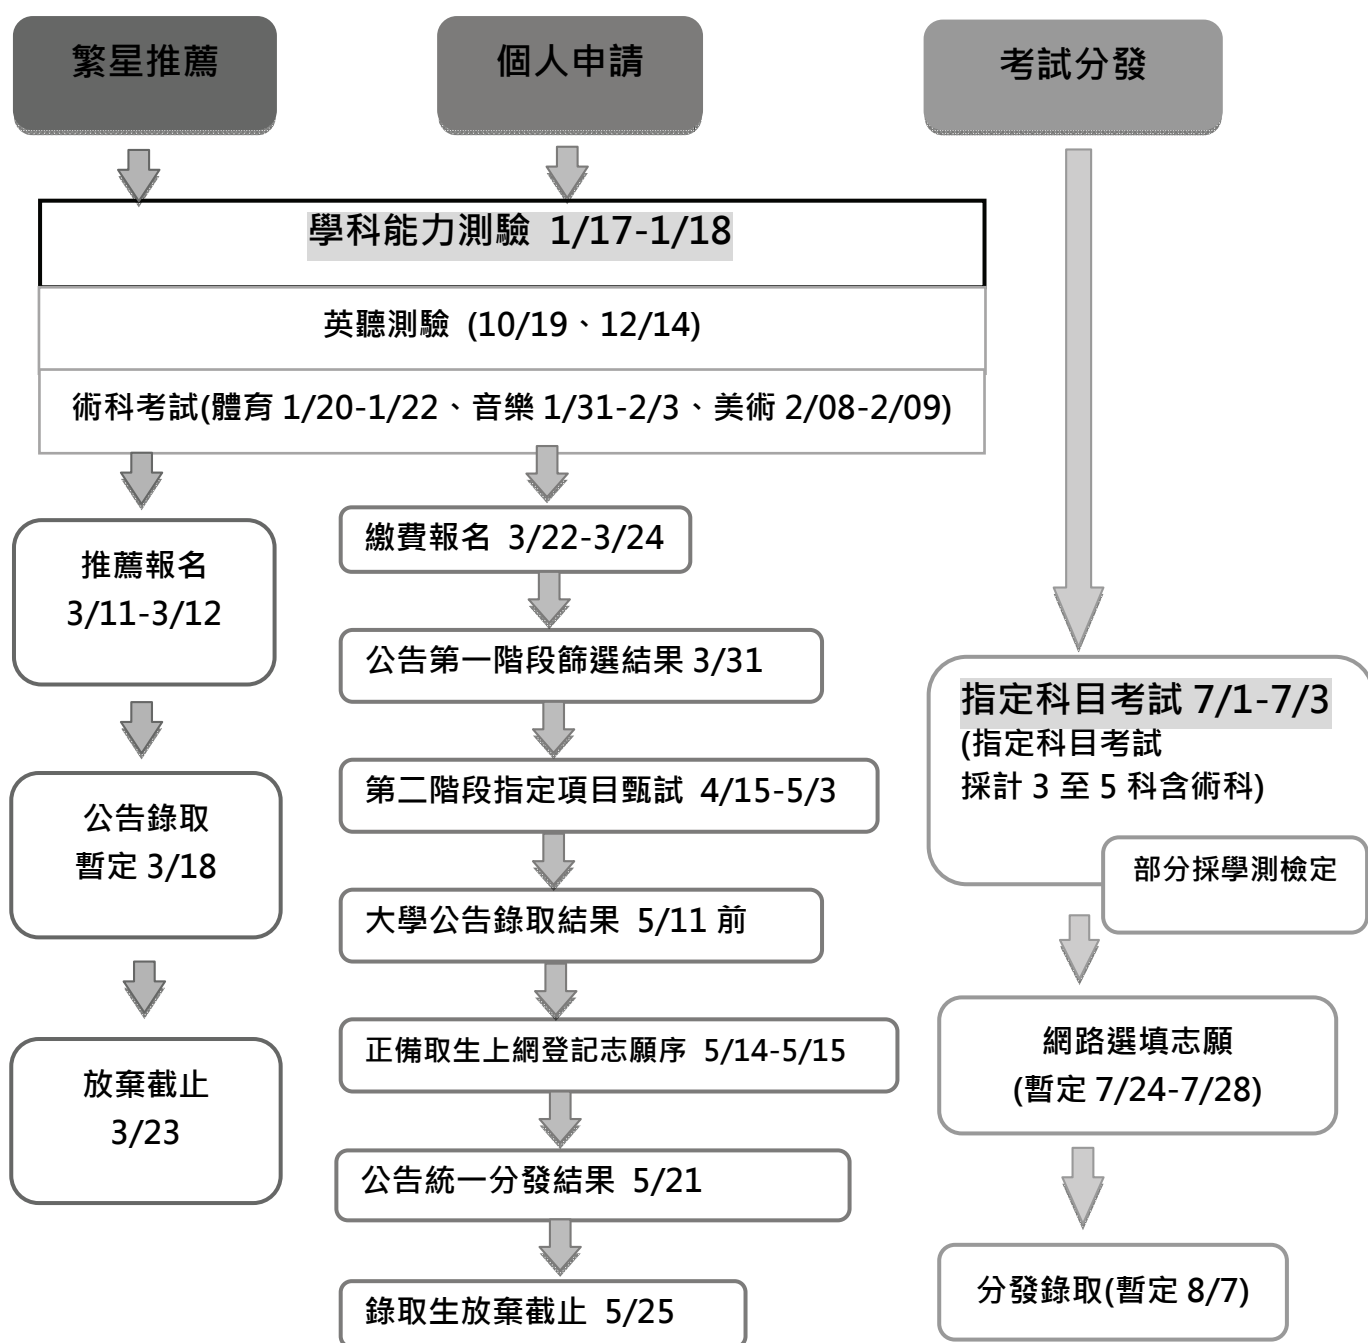 繁星推薦
個人申請
考試分發
學科能力測驗 1/17-1/18
英聽測驗 (10/19、12/14)
術科考試(體育 1/20-1/22、音樂 1/31-2/3、美術 2/08-2/09)
推薦報名
3/11-3/12
公告錄取
暫定 3/18
放棄截止
3/23
繳費報名 3/22-3/24
公告第一階段篩選結果 3/31
第二階段指定項目甄試 4/15-5/3
大學公告錄取結果 5/11 前
正備取生上網登記志願序 5/14-5/15
公告統一分發結果 5/21
錄取生放棄截止 5/25
指定科目考試 7/1-7/3
(指定科目考試
採計 3 至 5 科含術科)
部分採學測檢定
網路選填志願
(暫定 7/24-7/28)
分發錄取(暫定 8/7)